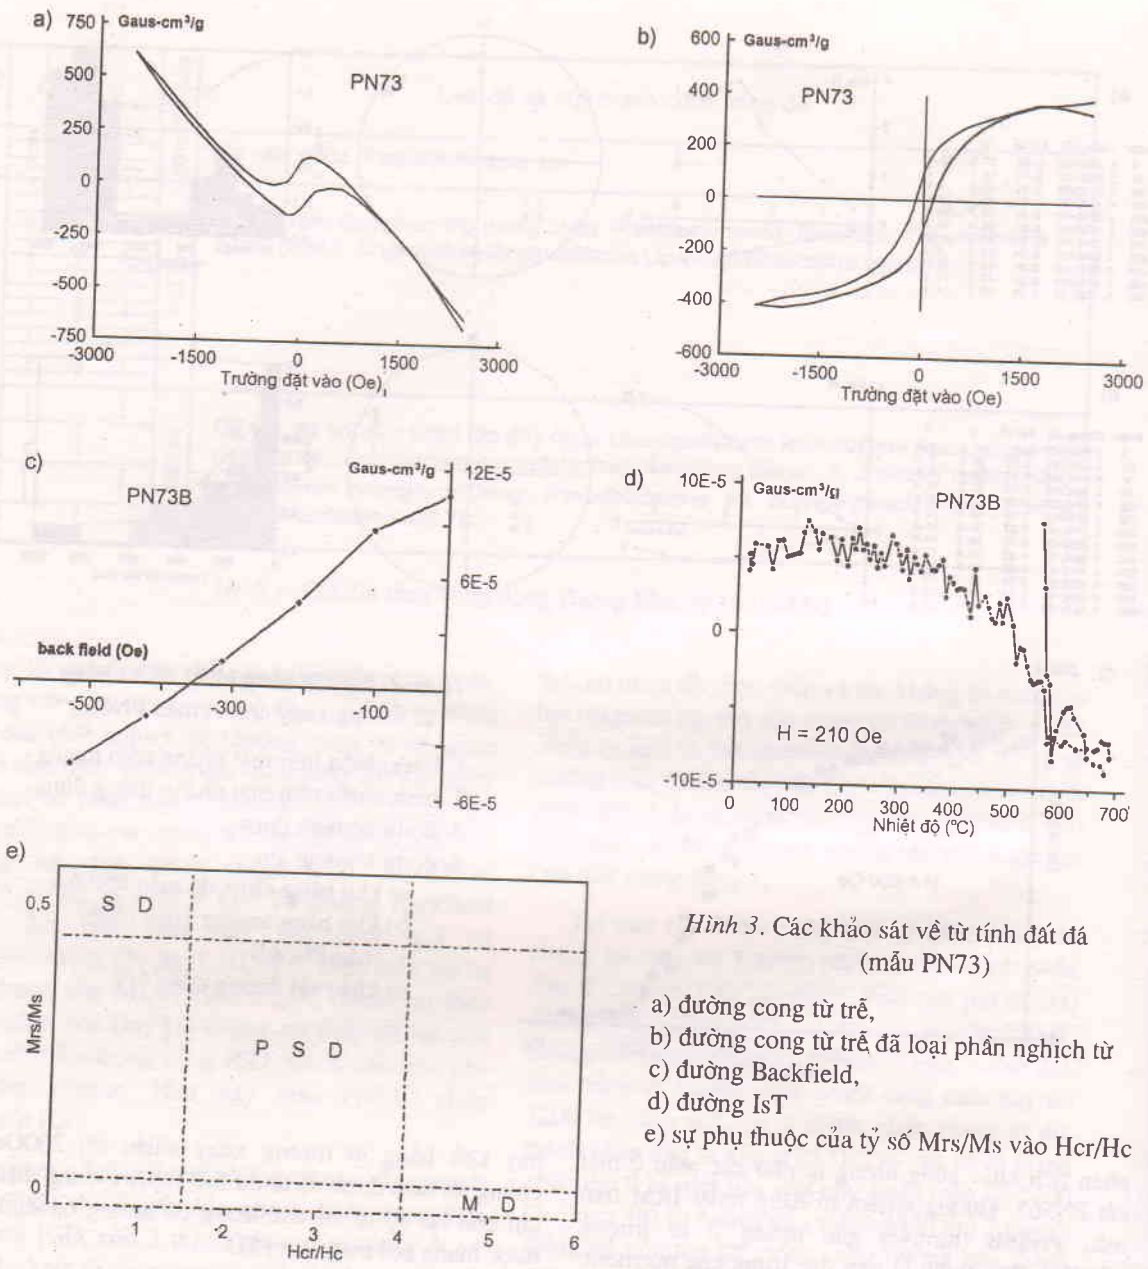 a)
Gaus-cm³/g
PN73
750
500
250
0
-250
-500
-750
-3000 -1500 0 1500 3000
Trường đặt vào (Oe)
b)
Gaus-cm³/g
PN73
600
400
200
0
-200
-400
-600
-3000 -1500 0 1500 3000
Trường đặt vào (Oe)
c)
Gaus-cm³/g
PN73B
12E-5
6E-5
-6E-5
back field (Oe)
-500 -300 -100
d)
Gaus-cm³/g
PN73B
10E-5
0
-10E-5
H = 210 Oe
0 100 200 300 400 500 600 700
Nhiệt độ (°C)
e)
0,5
0
Mrs/Ms
S D
P S D
M D
1 2 3 4 5 6
Hcr/Hc
Hình 3. Các khảo sát về từ tính đất đá
(mẫu PN73)
a) đường cong từ trễ,
b) đường cong từ trễ đã loại phần nghịch từ
c) đường Backfield,
d) đường IsT
e) sự phụ thuộc của tỷ số Mrs/Ms vào Hcr/Hc